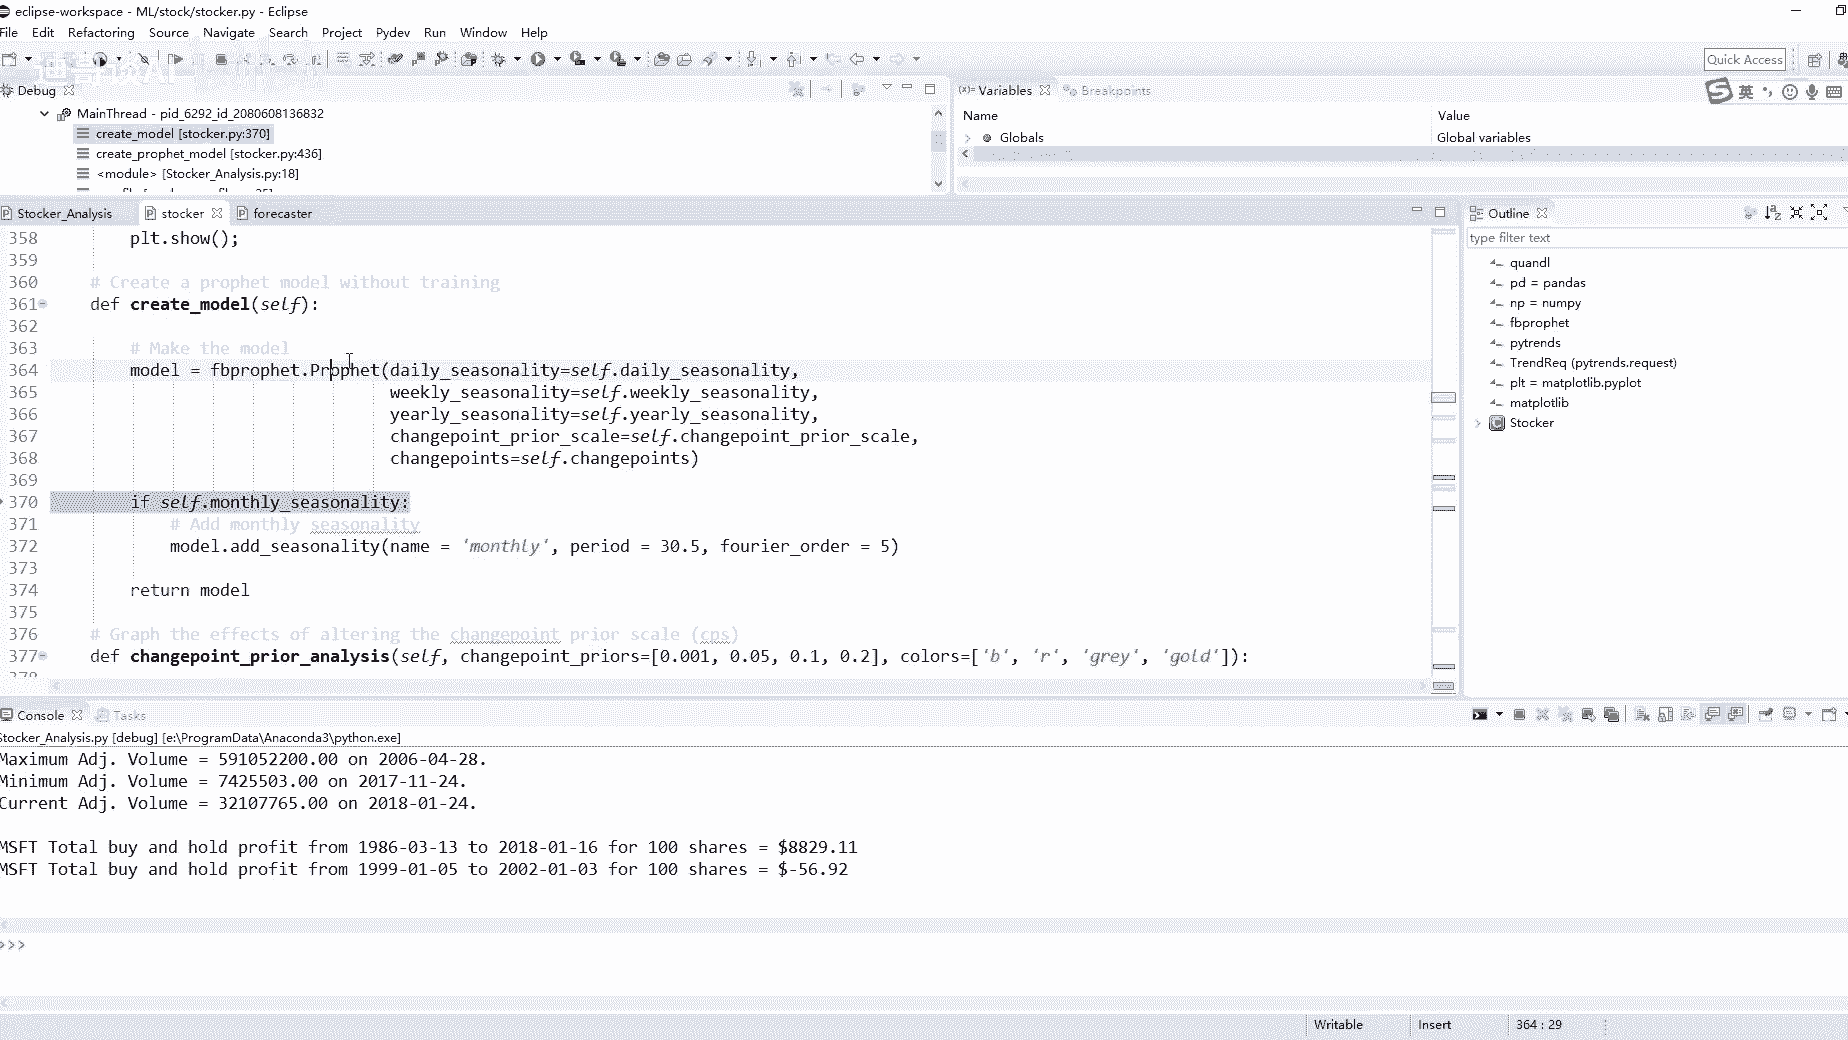 eclipse-workspace - ML/stock/stocker.py - Eclipse
File Edit Refactoring Source Navigate Search Project Pydev Run Window Help
Quick Access
Debug
Variables Breakpoints
英
MainThread - pid_6292_id_2080608136832
create_model [stocker.py:370]
create_prophet_model [stocker.py:436]
<module> [Stocker_Analysis.py:18]
Name Value
Globals Global variables
Stocker_Analysis stocker forecaster
358 plt.show();
359
360 # Create a prophet model without training
361 def create_model(self):
362
363 # Make the model
364 model = fbprophet.Prophet(daily_seasonality=self.daily_seasonality,
365 weekly_seasonality=self.weekly_seasonality,
366 yearly_seasonality=self.yearly_seasonality,
367 changepoint_prior_scale=self.changepoint_prior_scale,
368 changepoints=self.changepoints)
369
370 if self.monthly_seasonality:
371 # Add monthly seasonality
372 model.add_seasonality(name = 'monthly', period = 30.5, fourier_order = 5)
373
374 return model
375
376 # Graph the effects of altering the changepoint prior scale (cps)
377 def changepoint_prior_analysis(self, changepoint_priors=[0.001, 0.05, 0.1, 0.2], colors=['b', 'r', 'grey', 'gold']):
Outline
type filter text
quandl
pd = pandas
np = numpy
fbprophet
pytrends
TrendReq (pytrends.request)
plt = matplotlib.pyplot
matplotlib
Stocker
Console Tasks
Stocker_Analysis.py [debug] [e:\ProgramData\Anaconda3\python.exe]
Maximum Adj. Volume = 591052200.00 on 2006-04-28.
Minimum Adj. Volume = 7425503.00 on 2017-11-24.
Current Adj. Volume = 32107765.00 on 2018-01-24.
MSFT Total buy and hold profit from 1986-03-13 to 2018-01-16 for 100 shares = $8829.11
MSFT Total buy and hold profit from 1999-01-05 to 2002-01-03 for 100 shares = $-56.92
>>>
Writable Insert 364 : 29